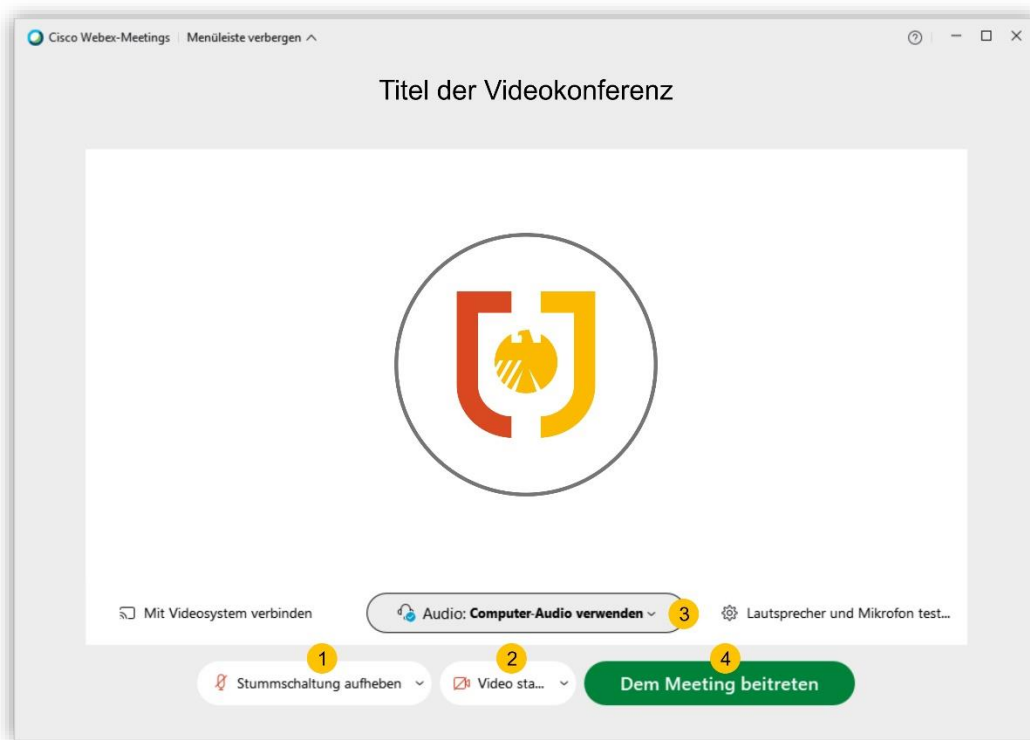 Cisco Webex-Meetings Menüleiste verbergen
Titel der Videokonferenz
Mit Videosystem verbinden Audio: Computer-Audio verwenden 3 Lautsprecher und Mikrofon test...
1 2 4
Stummschaltung aufheben Video sta... Dem Meeting beitreten